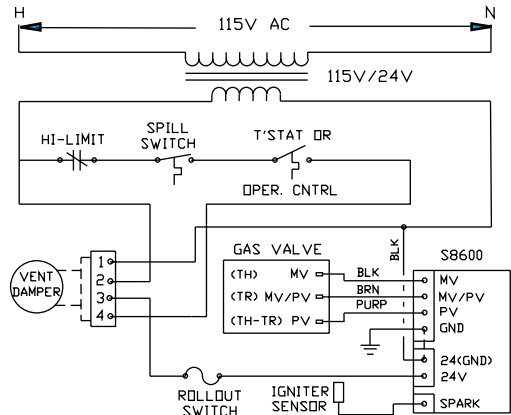 H
N
115V AC
115V/24V
HI-LIMIT
SPILL
SWITCH
T'STAT OR
OPER. CNTRL
BLK
GAS VALVE
S8600
VENT
DAMPER
1
2
3
4
(TH) MV
(TR) MV/PV
(TH-TR) PV
BLK
BRN
PURP
MV
MV/PV
PV
GND
24(GND)
24V
SPARK
ROLLOUT
SWITCH
IGNITER
SENSOR